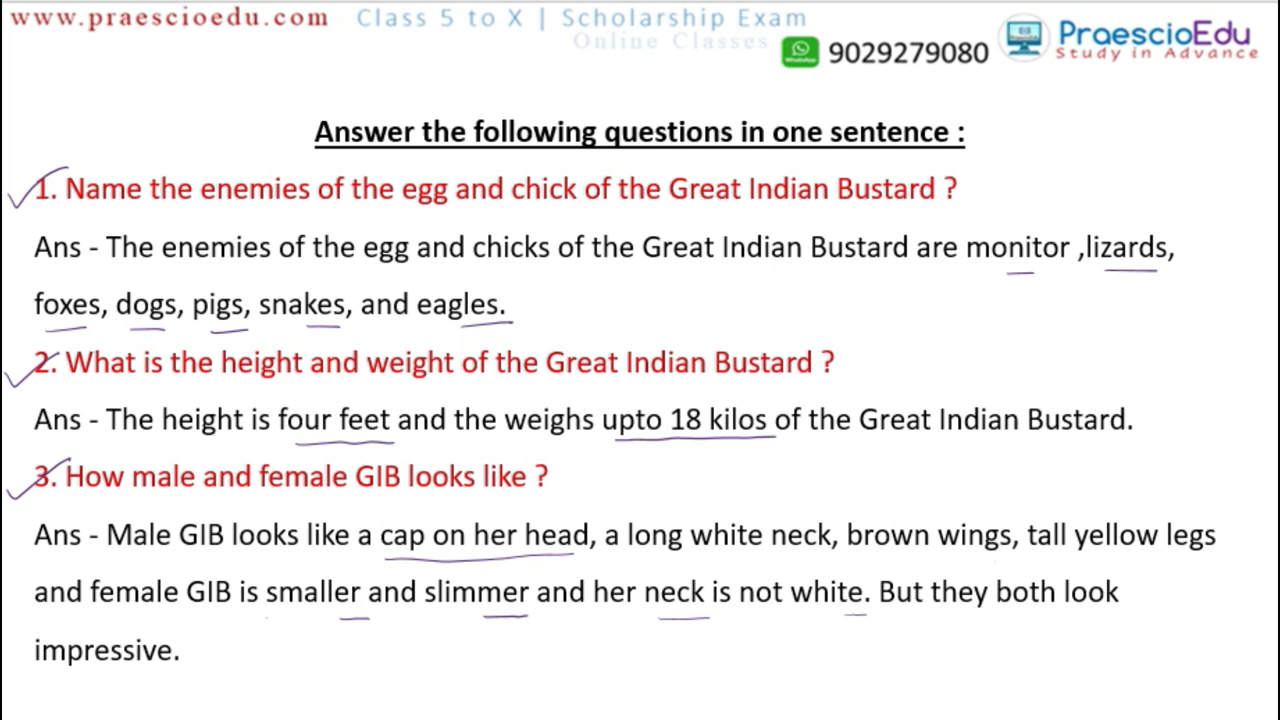 www.praescioedu.com Class 5 to X | Scholarship Exam
Online Classes
9029279080
PraescioEdu
Study in Advance
Answer the following questions in one sentence :
1. Name the enemies of the egg and chick of the Great Indian Bustard ?
Ans - The enemies of the egg and chicks of the Great Indian Bustard are monitor ,lizards,
foxes, dogs, pigs, snakes, and eagles.
2. What is the height and weight of the Great Indian Bustard ?
Ans - The height is four feet and the weighs upto 18 kilos of the Great Indian Bustard.
3. How male and female GIB looks like ?
Ans - Male GIB looks like a cap on her head, a long white neck, brown wings, tall yellow legs
and female GIB is smaller and slimmer and her neck is not white. But they both look
impressive.